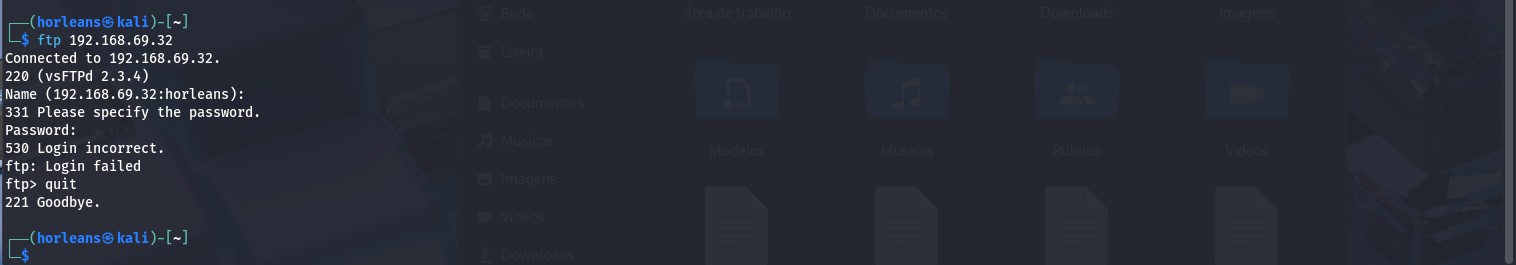 (horleans㉿kali)-[~]
$ ftp 192.168.69.32
Connected to 192.168.69.32.
220 (vsFTPd 2.3.4)
Name (192.168.69.32:horleans):
331 Please specify the password.
Password:
530 Login incorrect.
ftp: Login failed
ftp> quit
221 Goodbye.
(horleans㉿kali)-[~]
$
Rede
Lixeira
Documentos
Músicas
Imagens
Vídeos
Downloads
Área de trabalho Documentos Downloads Imagens
Modelos Músicas Público Vídeos